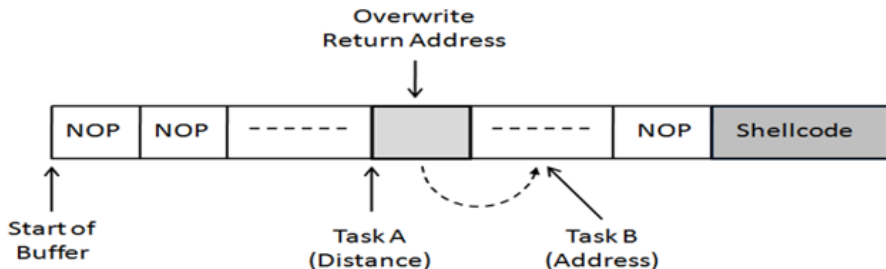 Overwrite
Return Address
NOP NOP ------ ------ NOP Shellcode
Start of
Buffer
Task A
(Distance)
Task B
(Address)